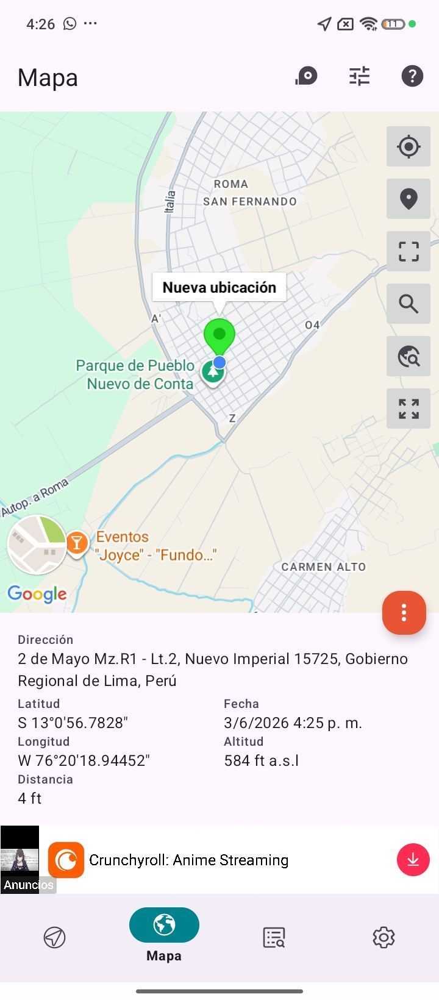 4:26
11
Mapa
ROMA
SAN FERNANDO
Italia
Nueva ubicación
A'
O4
Parque de Pueblo
Nuevo de Conta
Z
Autop. a Roma
Eventos
"Joyce" - "Fundo..."
CARMEN ALTO
Google
Dirección
2 de Mayo Mz.R1 - Lt.2, Nuevo Imperial 15725, Gobierno
Regional de Lima, Perú
Latitud
S 13°0'56.7828"
Fecha
3/6/2026 4:25 p. m.
Longitud
W 76°20'18.94452"
Altitud
584 ft a.s.l
Distancia
4 ft
Crunchyroll: Anime Streaming
Anuncios
Mapa